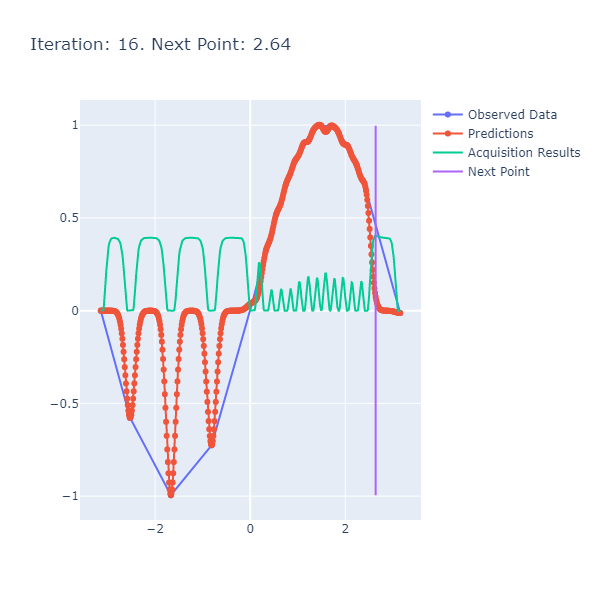 Iteration: 16. Next Point: 2.64
Observed Data
Predictions
Acquisition Results
Next Point
1
0.5
0
−0.5
−1
−2
0
2